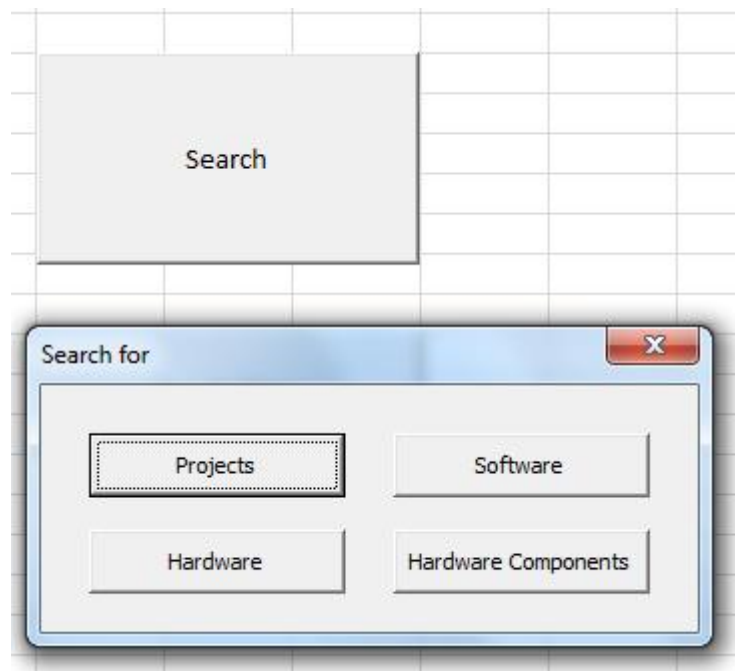 Search
Search for
Projects
Software
Hardware
Hardware Components